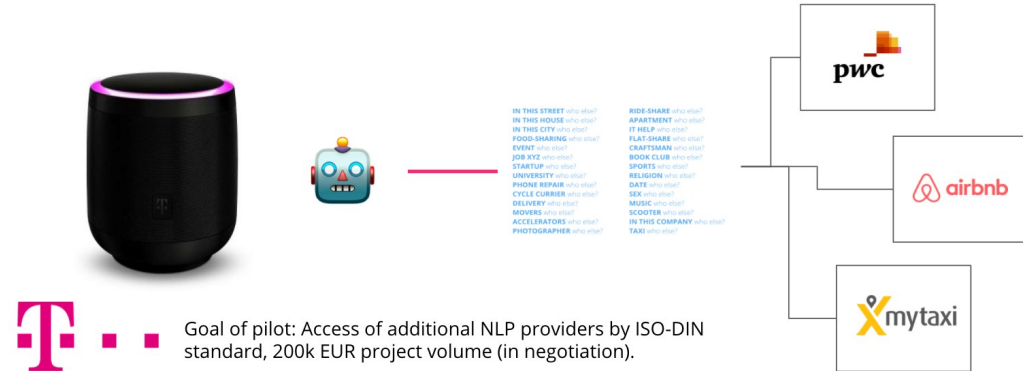 IN THIS STREET who else?
IN THIS HOUSE who else?
IN THIS CITY who else?
FOOD-SHARING who else?
EVENT who else?
JOB XYZ who else?
STARTUP who else?
UNIVERSITY who else?
PHONE REPAIR who else?
CYCLE CURRIER who else?
DELIVERY who else?
MOVERS who else?
ACCELERATORS who else?
PHOTOGRAPHER who else?
RIDE-SHARE who else?
APARTMENT who else?
IT HELP who else?
FLAT-SHARE who else?
CRAFTSMAN who else?
BOOK CLUB who else?
SPORTS who else?
RELIGION who else?
DATE who else?
SEX who else?
MUSIC who else?
SCOOTER who else?
IN THIS COMPANY who else?
TAXI who else?
pwc
airbnb
mytaxi
T
Goal of pilot: Access of additional NLP providers by ISO-DIN
standard, 200k EUR project volume (in negotiation).